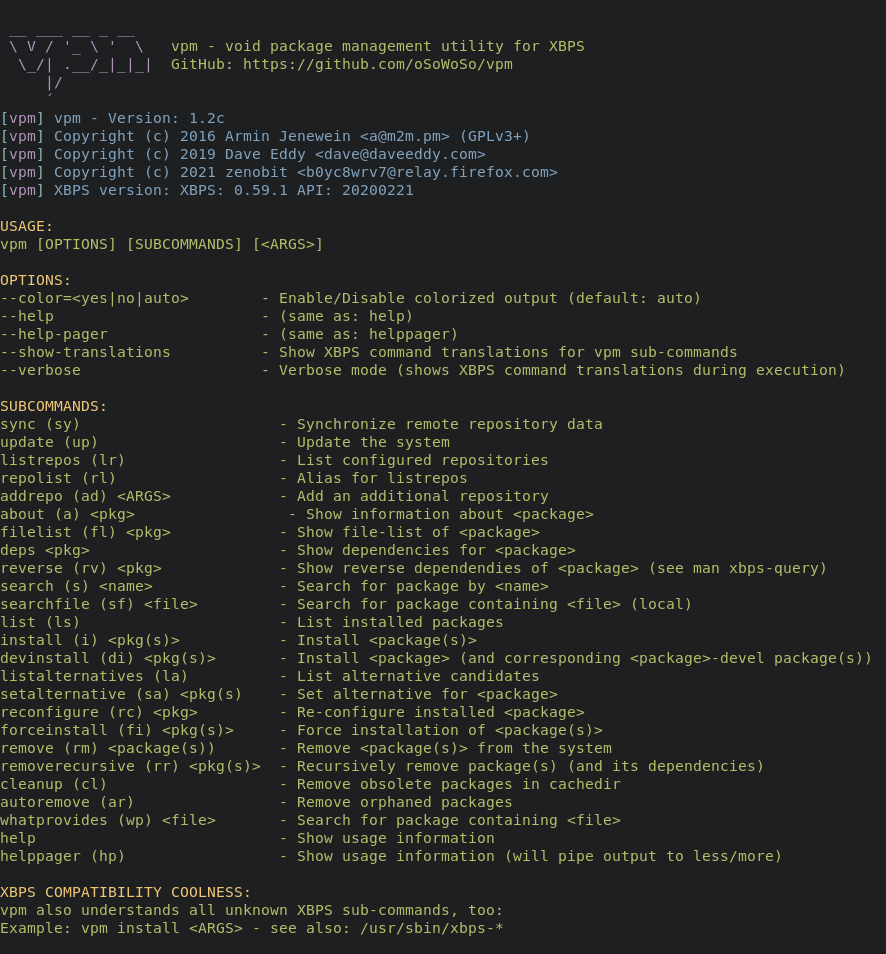 __ ___ __ _ __
 \ V / '_ \ '  \   vpm - void package management utility for XBPS
  \_/| .__/_|_|_|  GitHub: https://github.com/oSoWoSo/vpm
     |/
     ´
[vpm] vpm - Version: 1.2c
[vpm] Copyright (c) 2016 Armin Jenewein <a@m2m.pm> (GPLv3+)
[vpm] Copyright (c) 2019 Dave Eddy <dave@daveeddy.com>
[vpm] Copyright (c) 2021 zenobit <b0yc8wrv7@relay.firefox.com>
[vpm] XBPS version: XBPS: 0.59.1 API: 20200221

USAGE:
vpm [OPTIONS] [SUBCOMMANDS] [<ARGS>]

OPTIONS:
--color=<yes|no|auto>        - Enable/Disable colorized output (default: auto)
--help                       - (same as: help)
--help-pager                 - (same as: helppager)
--show-translations          - Show XBPS command translations for vpm sub-commands
--verbose                    - Verbose mode (shows XBPS command translations during execution)

SUBCOMMANDS:
sync (sy)                      - Synchronize remote repository data
update (up)                    - Update the system
listrepos (lr)                 - List configured repositories
repolist (rl)                  - Alias for listrepos
addrepo (ad) <ARGS>            - Add an additional repository
about (a) <pkg>                 - Show information about <package>
filelist (fl) <pkg>            - Show file-list of <package>
deps <pkg>                     - Show dependencies for <package>
reverse (rv) <pkg>             - Show reverse dependendies of <package> (see man xbps-query)
search (s) <name>              - Search for package by <name>
searchfile (sf) <file>         - Search for package containing <file> (local)
list (ls)                      - List installed packages
install (i) <pkg(s)>           - Install <package(s)>
devinstall (di) <pkg(s)>       - Install <package> (and corresponding <package>-devel package(s))
listalternatives (la)          - List alternative candidates
setalternative (sa) <pkg(s)    - Set alternative for <package>
reconfigure (rc) <pkg>         - Re-configure installed <package>
forceinstall (fi) <pkg(s)>     - Force installation of <package(s)>
remove (rm) <package(s))       - Remove <package(s)> from the system
removerecursive (rr) <pkg(s)>  - Recursively remove package(s) (and its dependencies)
cleanup (cl)                   - Remove obsolete packages in cachedir
autoremove (ar)                - Remove orphaned packages
whatprovides (wp) <file>       - Search for package containing <file>
help                           - Show usage information
helppager (hp)                 - Show usage information (will pipe output to less/more)

XBPS COMPATIBILITY COOLNESS:
vpm also understands all unknown XBPS sub-commands, too:
Example: vpm install <ARGS> - see also: /usr/sbin/xbps-*